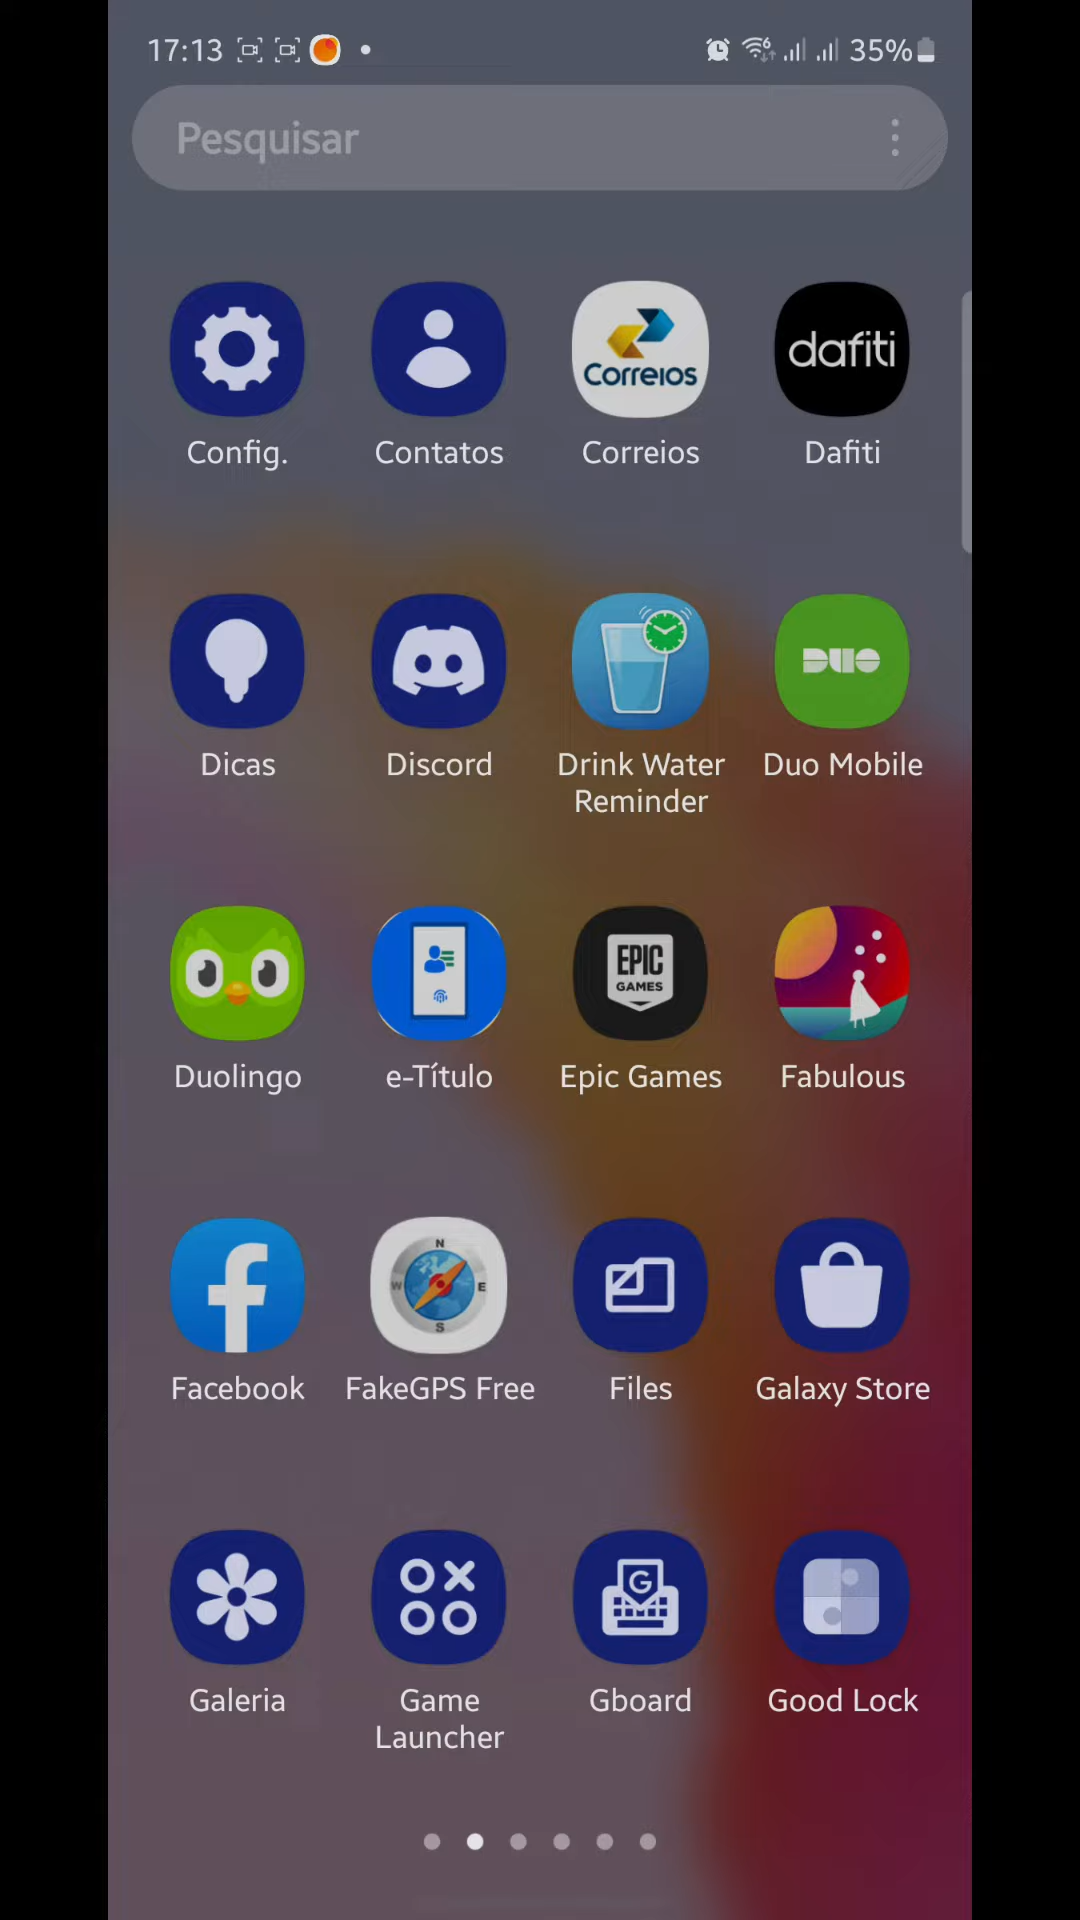 17:13
35%
Pesquisar
Correios
dafiti
Config.
Contatos
Correios
Dafiti
DUO
Dicas
Discord
Drink Water
Reminder
Duo Mobile
EPIC
GAMES
Duolingo
e-Título
Epic Games
Fabulous
N
W
E
S
Facebook
FakeGPS Free
Files
Galaxy Store
G
Galeria
Game
Launcher
Gboard
Good Lock